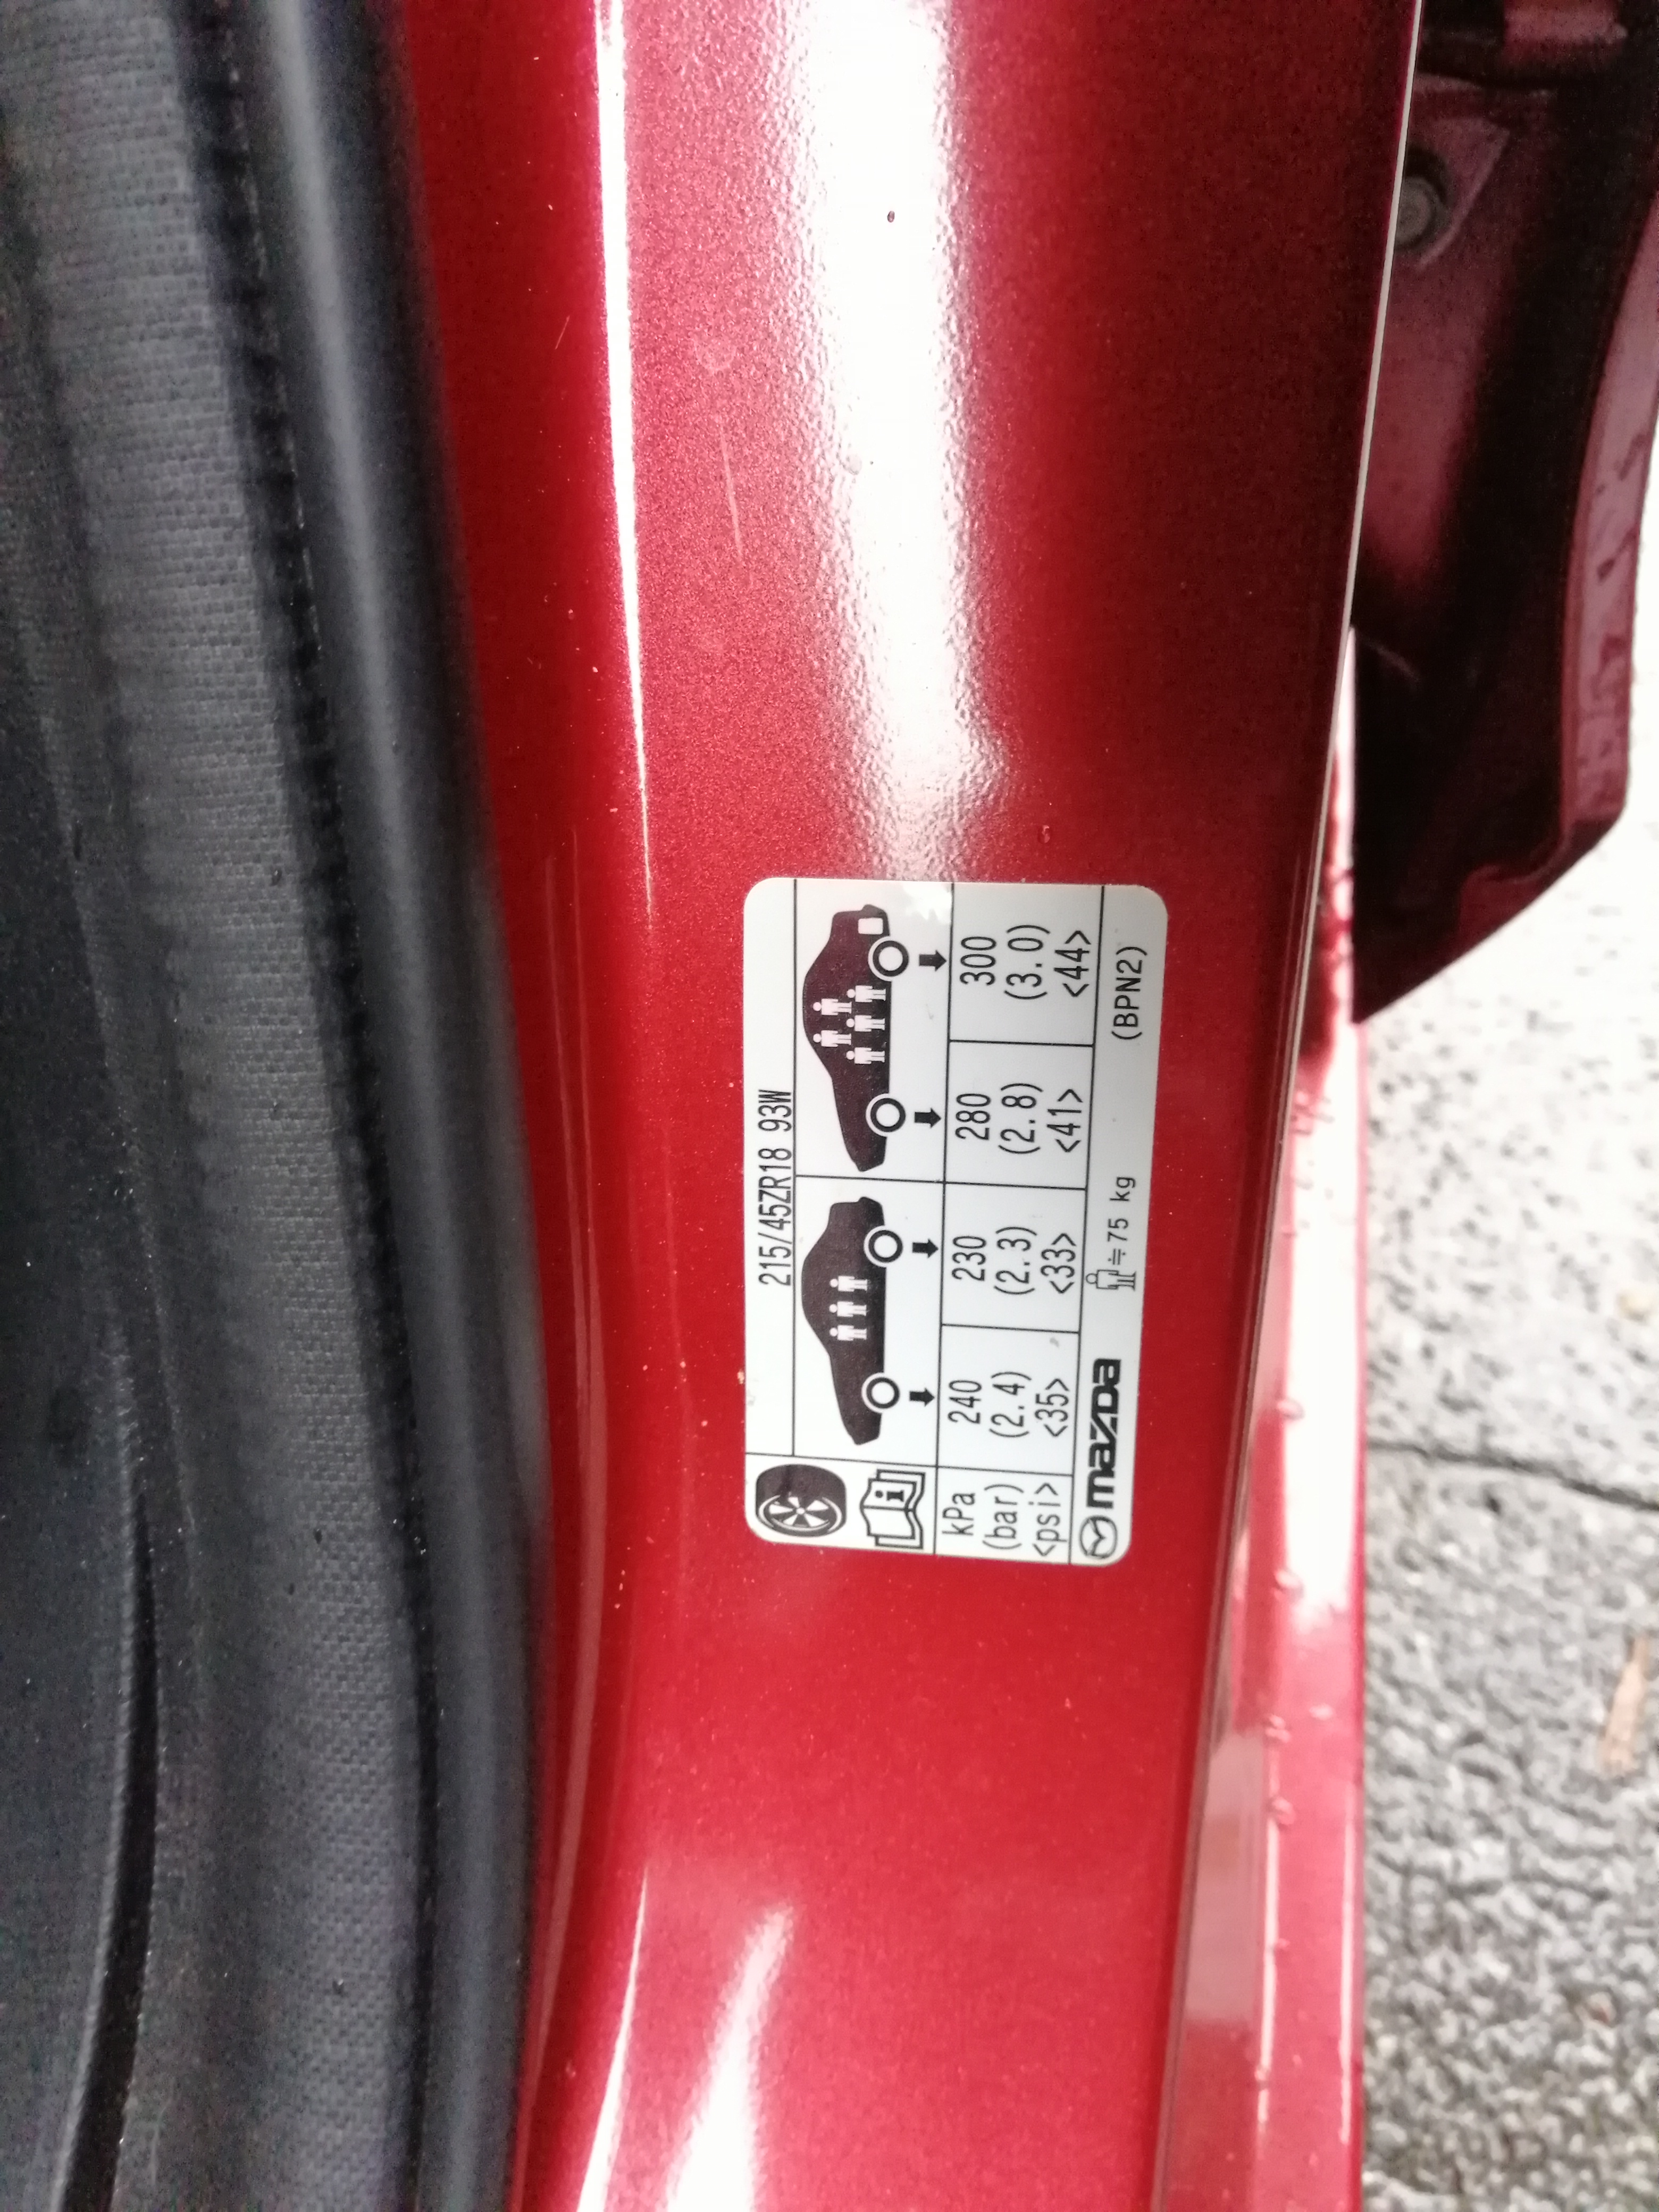 215/45ZR18 93W
kPa 240 230 280 300
(bar) (2.4) (2.3) (2.8) (3.0)
<psi> <35> <33> <41> <44>
mazda ≒75 kg (BPN2)